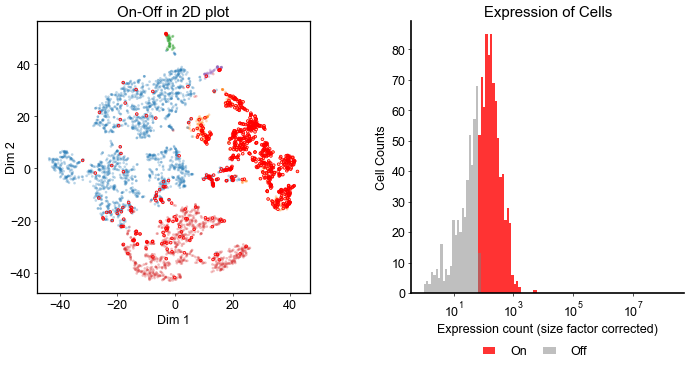 On-Off in 2D plot
40
20
0
−20
−40
Dim 2
−40
−20
0
20
40
Dim 1
Expression of Cells
80
70
60
50
40
30
20
10
0
Cell Counts
10^1
10^3
10^5
10^7
Expression count (size factor corrected)
On
Off